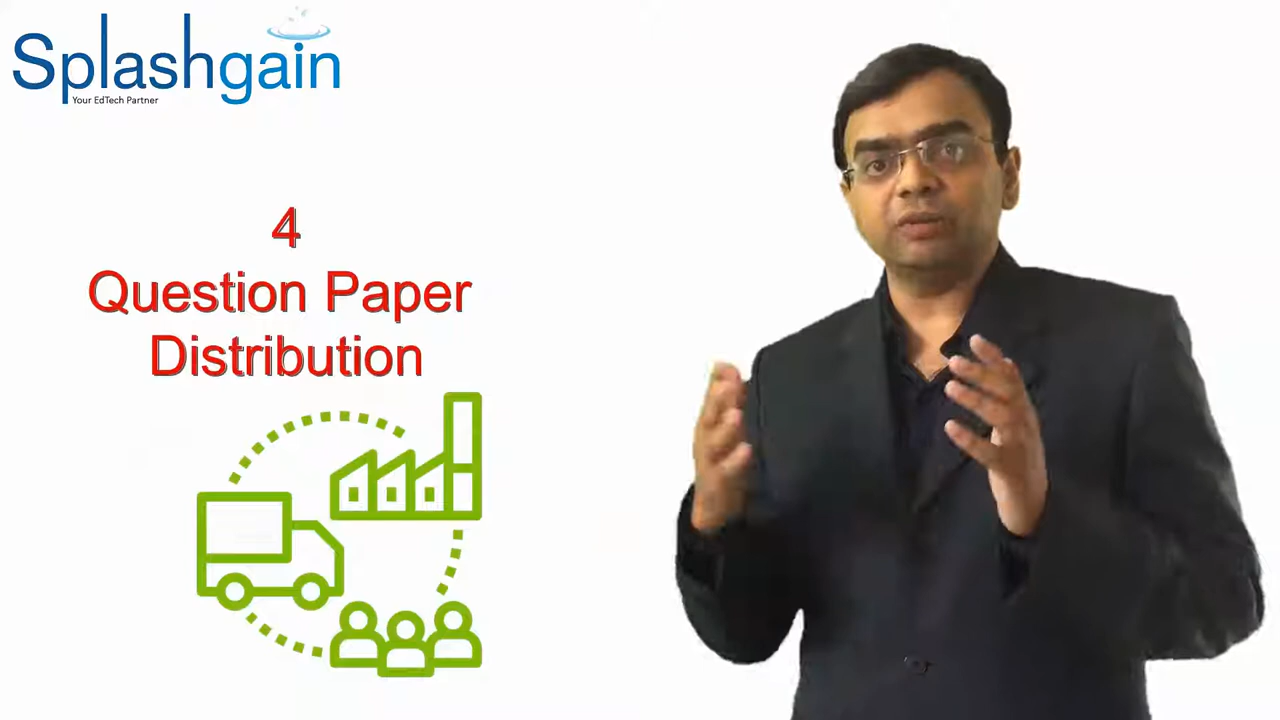 Splashgain
Your EdTech Partner
4
Question Paper
Distribution